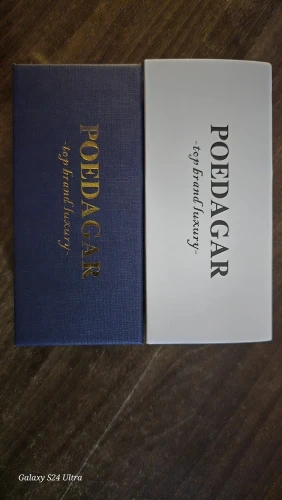 POEDAGAR
-top brand luxury-
POEDAGAR
-top brand luxury-
Galaxy S24 Ultra